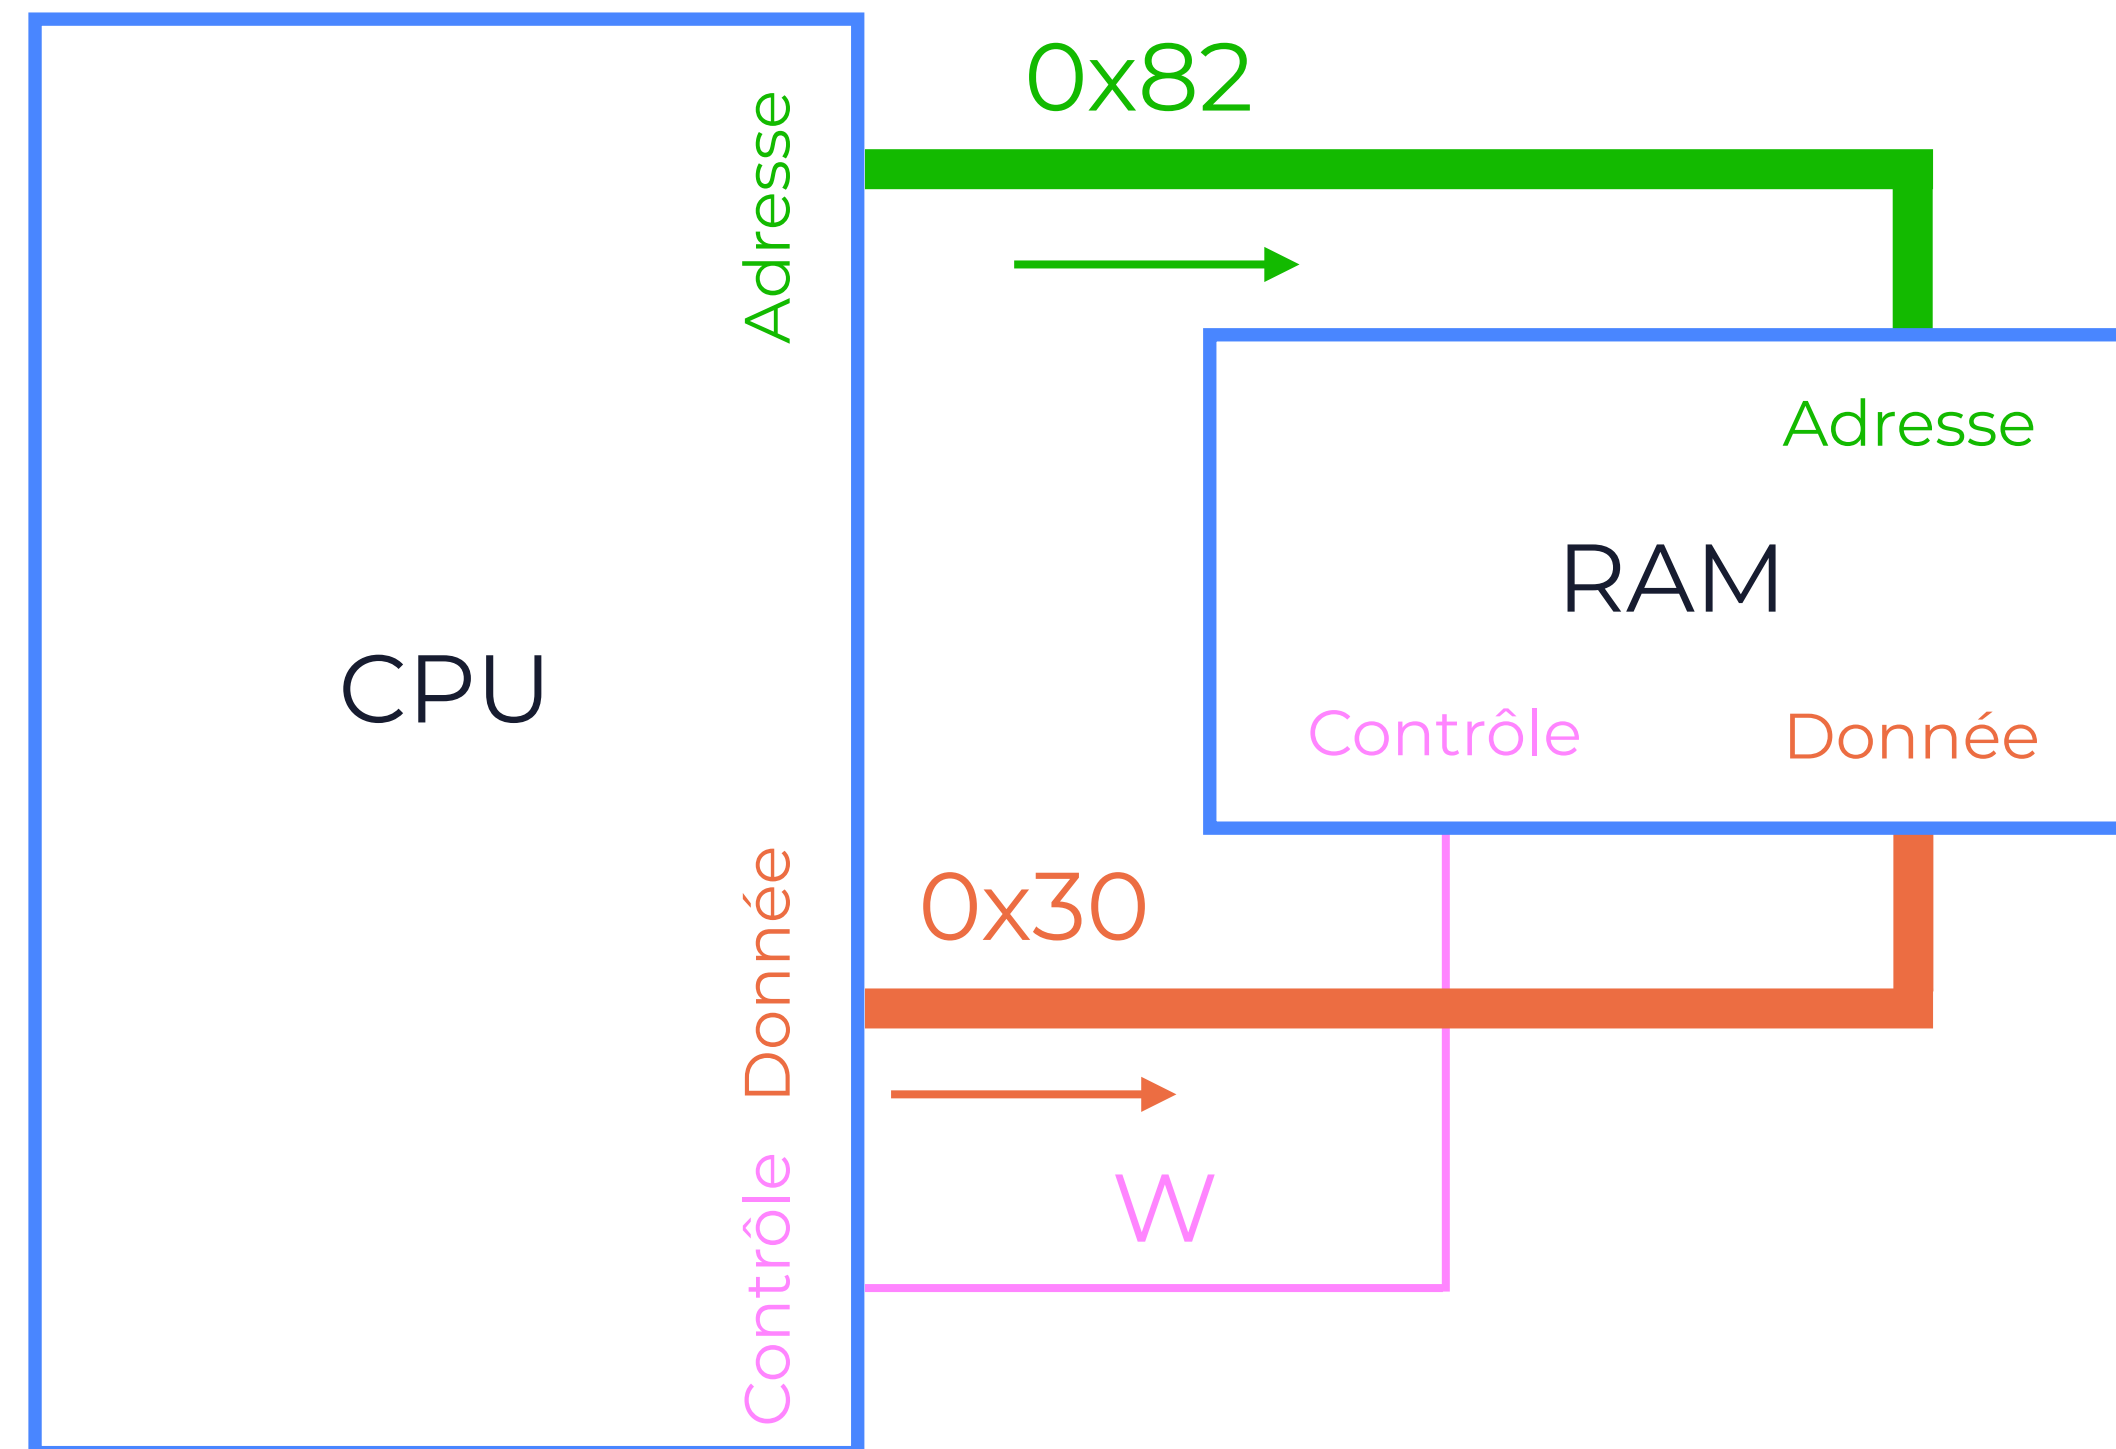 0x82
Adresse
Adresse
RAM
CPU
Contrôle
Donnée
Donnée
0x30
Contrôle
W